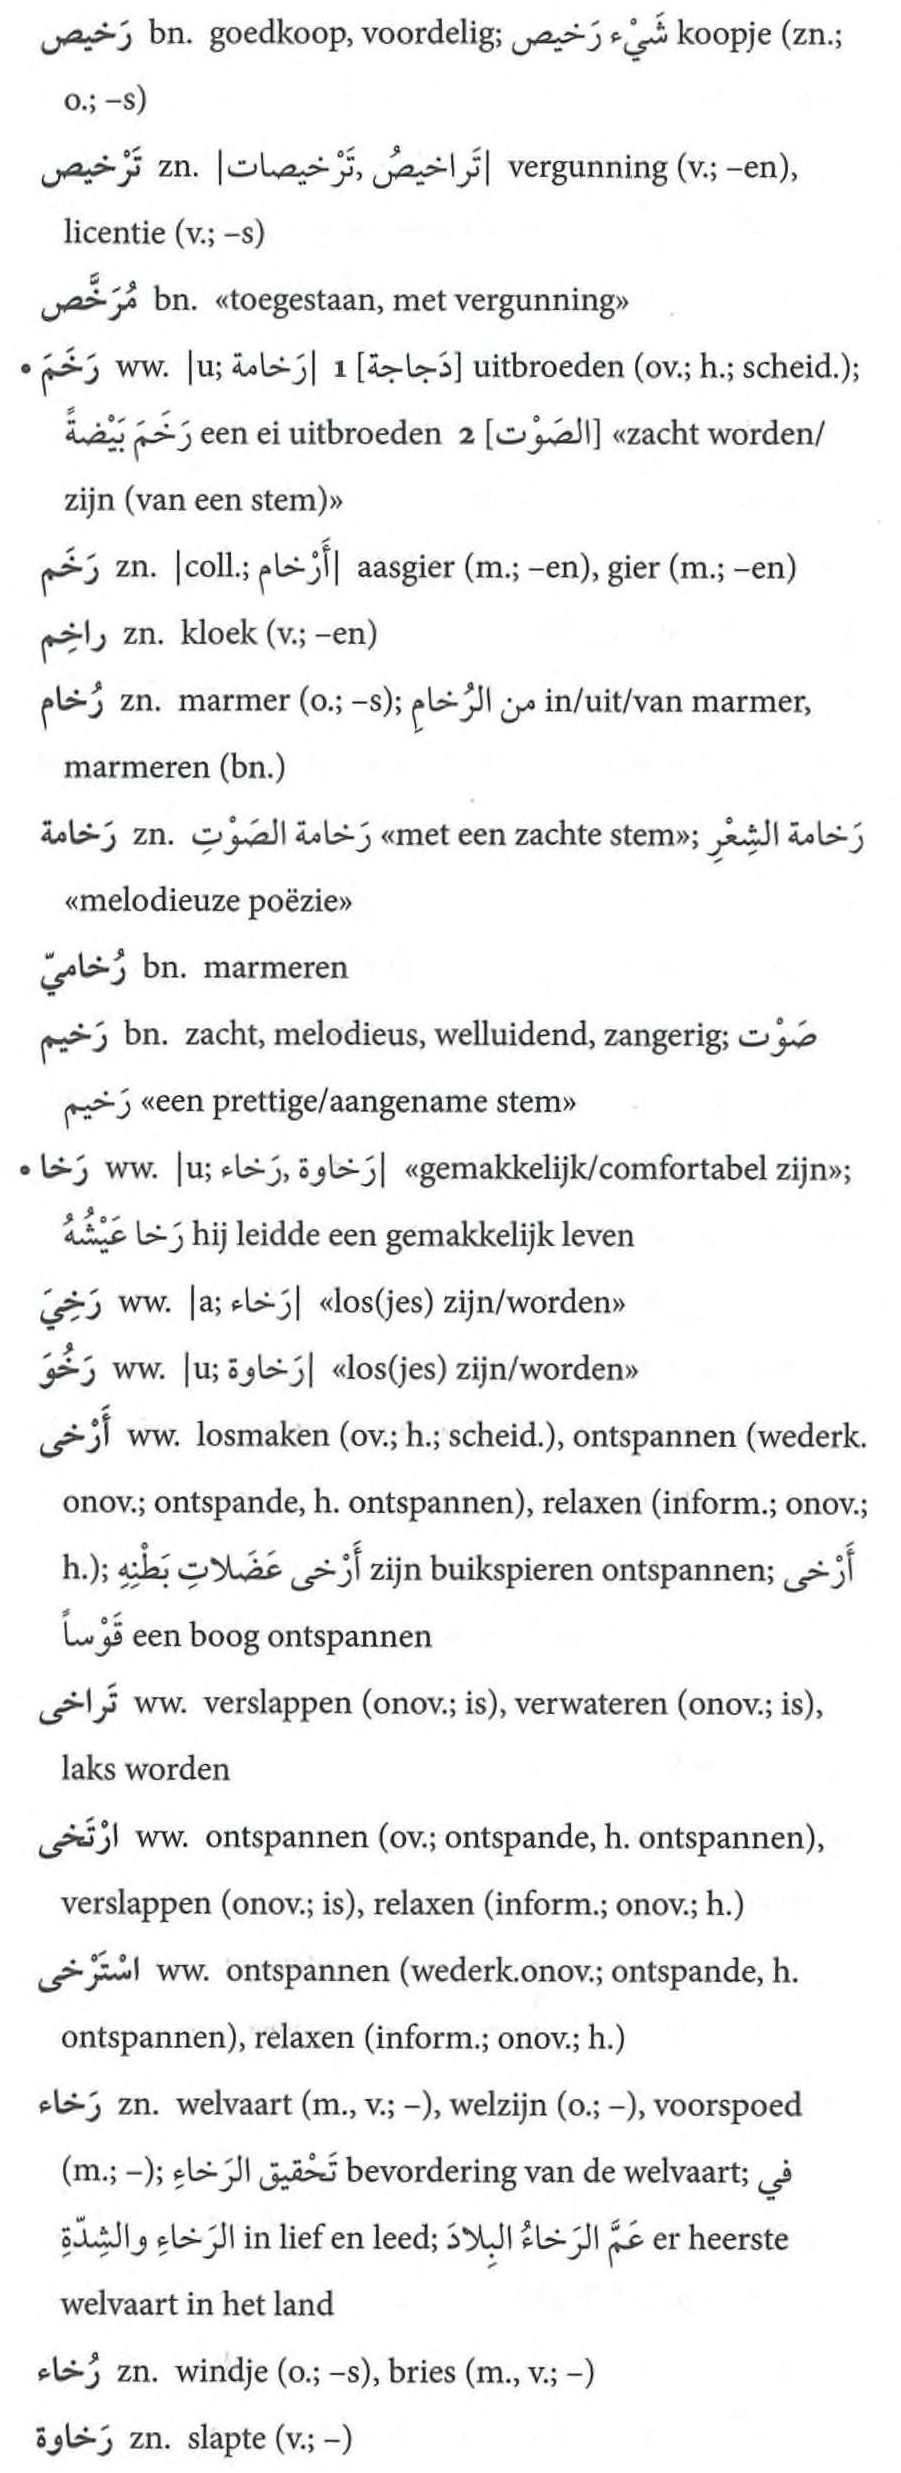 رَخيص bn. goedkoop, voordelig; شَيْء رَخيص koopje (zn.;
o.; –s)
تَرْخيص zn. |تَراخيصُ ,تَرْخيصات| vergunning (v.; –en),
licentie (v.; –s)
مُرَخَّص bn. «toegestaan, met vergunning»
• رَخَمَ ww. |u; رَخامة| 1 [دَجاجة] uitbroeden (ov.; h.; scheid.);
رَخَمَ بَيْضةً een ei uitbroeden 2 [الصَوْت] «zacht worden/
zijn (van een stem)»
رَخَم zn. |coll.; أَرْخام| aasgier (m.; –en), gier (m.; –en)
راخِم zn. kloek (v.; –en)
رُخام zn. marmer (o.; –s); من الرُخامِ in/uit/van marmer,
marmeren (bn.)
رَخامة zn. رَخامة الصَوْتِ «met een zachte stem»; رَخامة الشِعْرِ
«melodieuze poëzie»
رُخاميّ bn. marmeren
رَخيم bn. zacht, melodieus, welluidend, zangerig; صَوْت
رَخيم «een prettige/aangename stem»
• رَخا ww. |u; رَخاوة ,رَخاء| «gemakkelijk/comfortabel zijn»;
رَخا عَيْشُهُ hij leidde een gemakkelijk leven
رَخِيَ ww. |a; رَخاء| «los(jes) zijn/worden»
رَخُوَ ww. |u; رَخاوة| «los(jes) zijn/worden»
أَرْخى ww. losmaken (ov.; h.; scheid.), ontspannen (wederk.
onov.; ontspande, h. ontspannen), relaxen (inform.; onov.;
h.); أَرْخى عَضَلاتِ بَطْنِهِ zijn buikspieren ontspannen; أَرْخى
قَوْساً een boog ontspannen
تَراخى ww. verslappen (onov.; is), verwateren (onov.; is),
laks worden
ارْتَخى ww. ontspannen (ov.; ontspande, h. ontspannen),
verslappen (onov.; is), relaxen (inform.; onov.; h.)
اسْتَرْخى ww. ontspannen (wederk.onov.; ontspande, h.
ontspannen), relaxen (inform.; onov.; h.)
رَخاء zn. welvaart (m., v.; –), welzijn (o.; –), voorspoed
(m.; –); تَحْقيق الرَخاءِ bevordering van de welvaart; في
الرَخاءِ والشِدّةِ in lief en leed; عَمَّ الرَخاءُ البِلادَ er heerste
welvaart in het land
رُخاء zn. windje (o.; –s), bries (m., v.; –)
رَخاوة zn. slapte (v.; –)